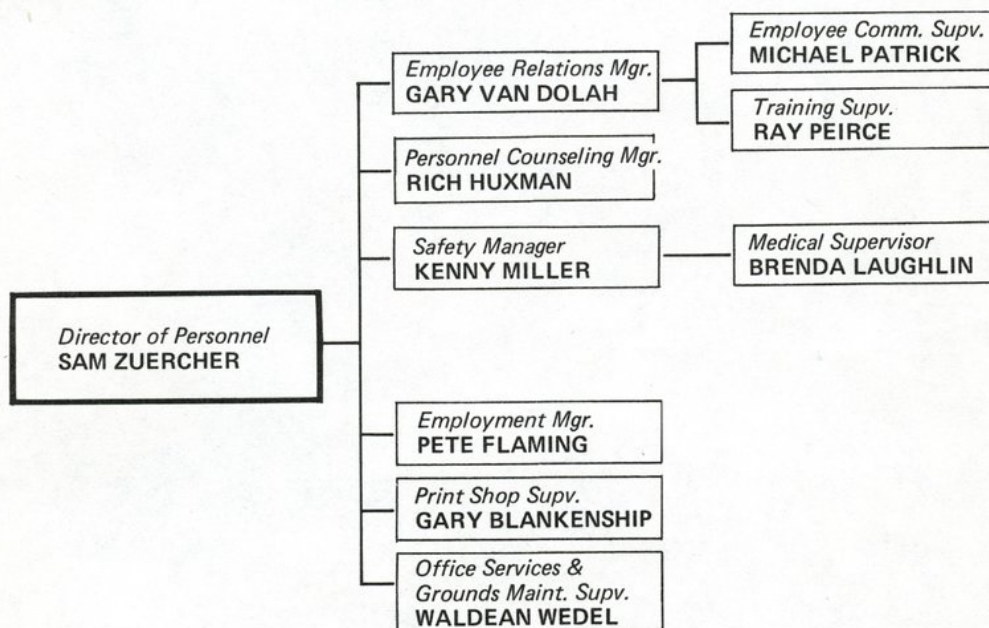 Employee Comm. Supv.
MICHAEL PATRICK
Employee Relations Mgr.
GARY VAN DOLAH
Training Supv.
RAY PEIRCE
Personnel Counseling Mgr.
RICH HUXMAN
Safety Manager
KENNY MILLER
Medical Supervisor
BRENDA LAUGHLIN
Director of Personnel
SAM ZUERCHER
Employment Mgr.
PETE FLAMING
Print Shop Supv.
GARY BLANKENSHIP
Office Services &
Grounds Maint. Supv.
WALDEAN WEDEL